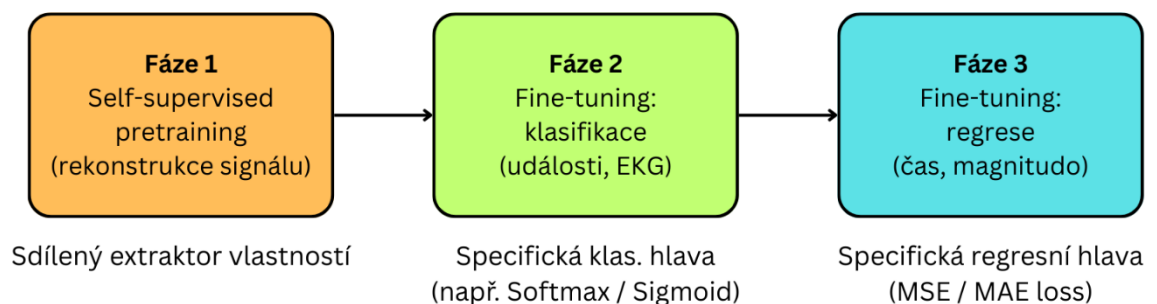 Fáze 1
Self-supervised
pretraining
(rekonstrukce signálu)
Fáze 2
Fine-tuning:
klasifikace
(události, EKG)
Fáze 3
Fine-tuning:
regrese
(čas, magnitudo)
Sdílený extraktor vlastností
Specifická klas. hlava
(např. Softmax / Sigmoid)
Specifická regresní hlava
(MSE / MAE loss)